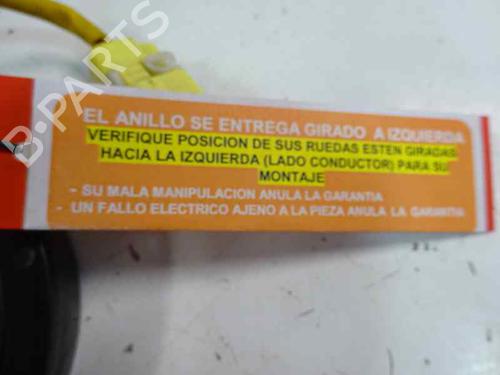 B-PARTS
EL ANILLO SE ENTREGA GIRADO A IZQUIERDA
VERIFIQUE POSICION DE SUS RUEDAS ESTEN GIRADAS
HACIA LA IZQUIERDA (LADO CONDUCTOR) PARA SU
MONTAJE
- SU MALA MANIPULACION ANULA LA GARANTIA
- UN FALLO ELECTRICO AJENO A LA PIEZA ANULA LA GARANTIA